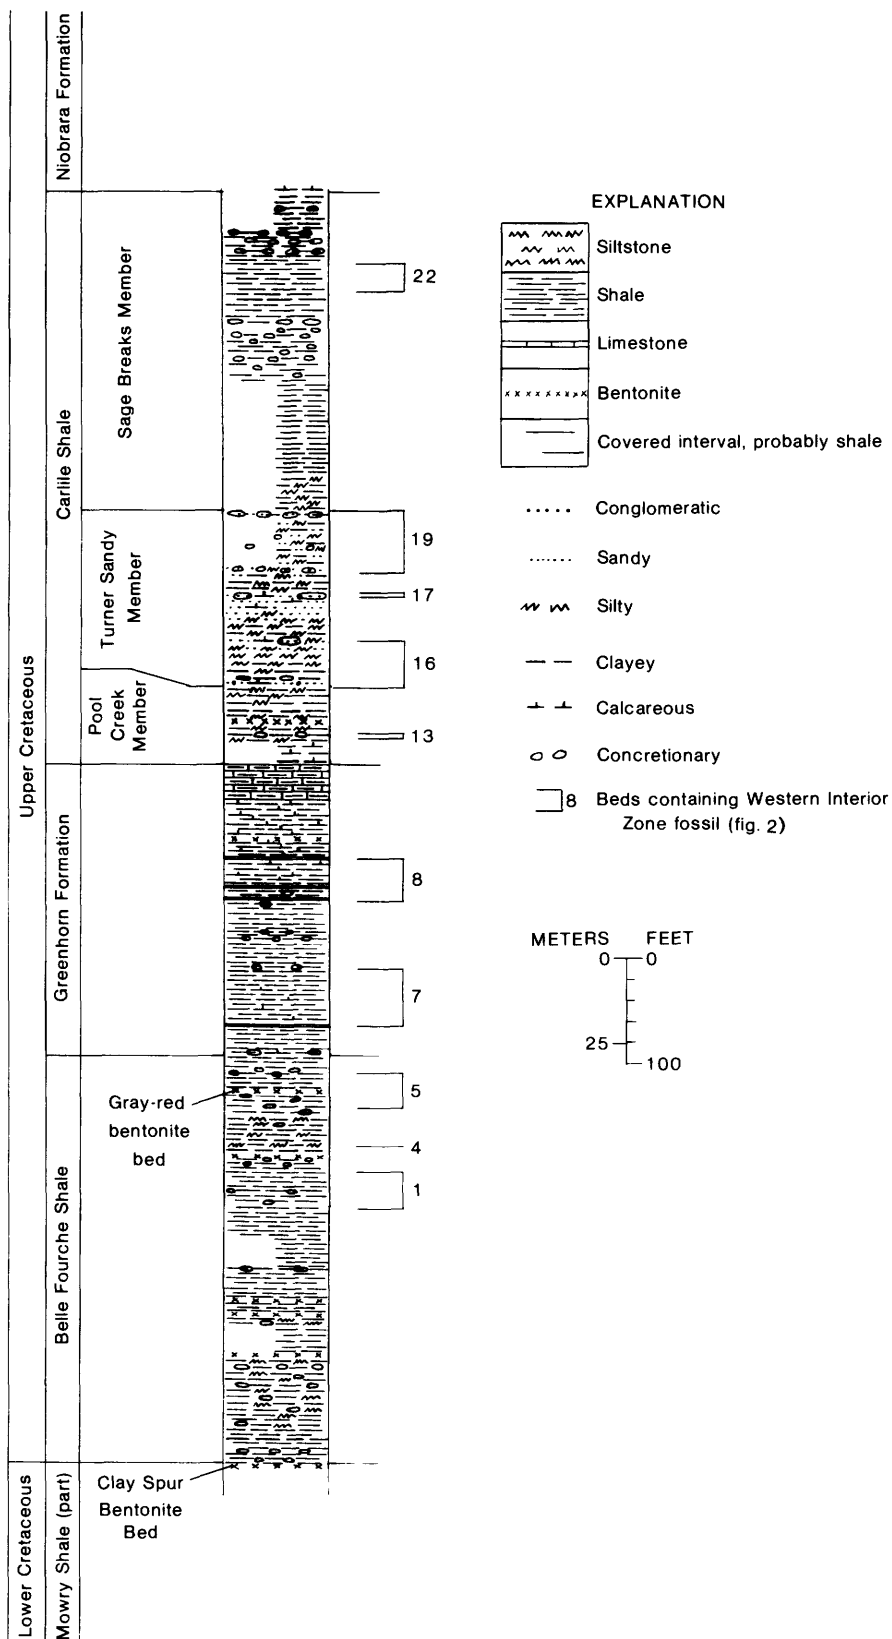 Niobrara Formation
Carlile Shale
Sage Breaks Member
Turner Sandy
Member
Pool
Creek
Member
Upper Cretaceous
Greenhorn Formation
Belle Fourche Shale
Gray-red
bentonite
bed
Lower Cretaceous
Mowry Shale (part)
Clay Spur
Bentonite
Bed
22
19
17
16
13
8
7
5
4
1
EXPLANATION
Siltstone
Shale
Limestone
Bentonite
Covered interval, probably shale
Conglomeratic
Sandy
Silty
Clayey
Calcareous
Concretionary
8 Beds containing Western Interior
Zone fossil (fig. 2)
METERS FEET
0 0
25
100